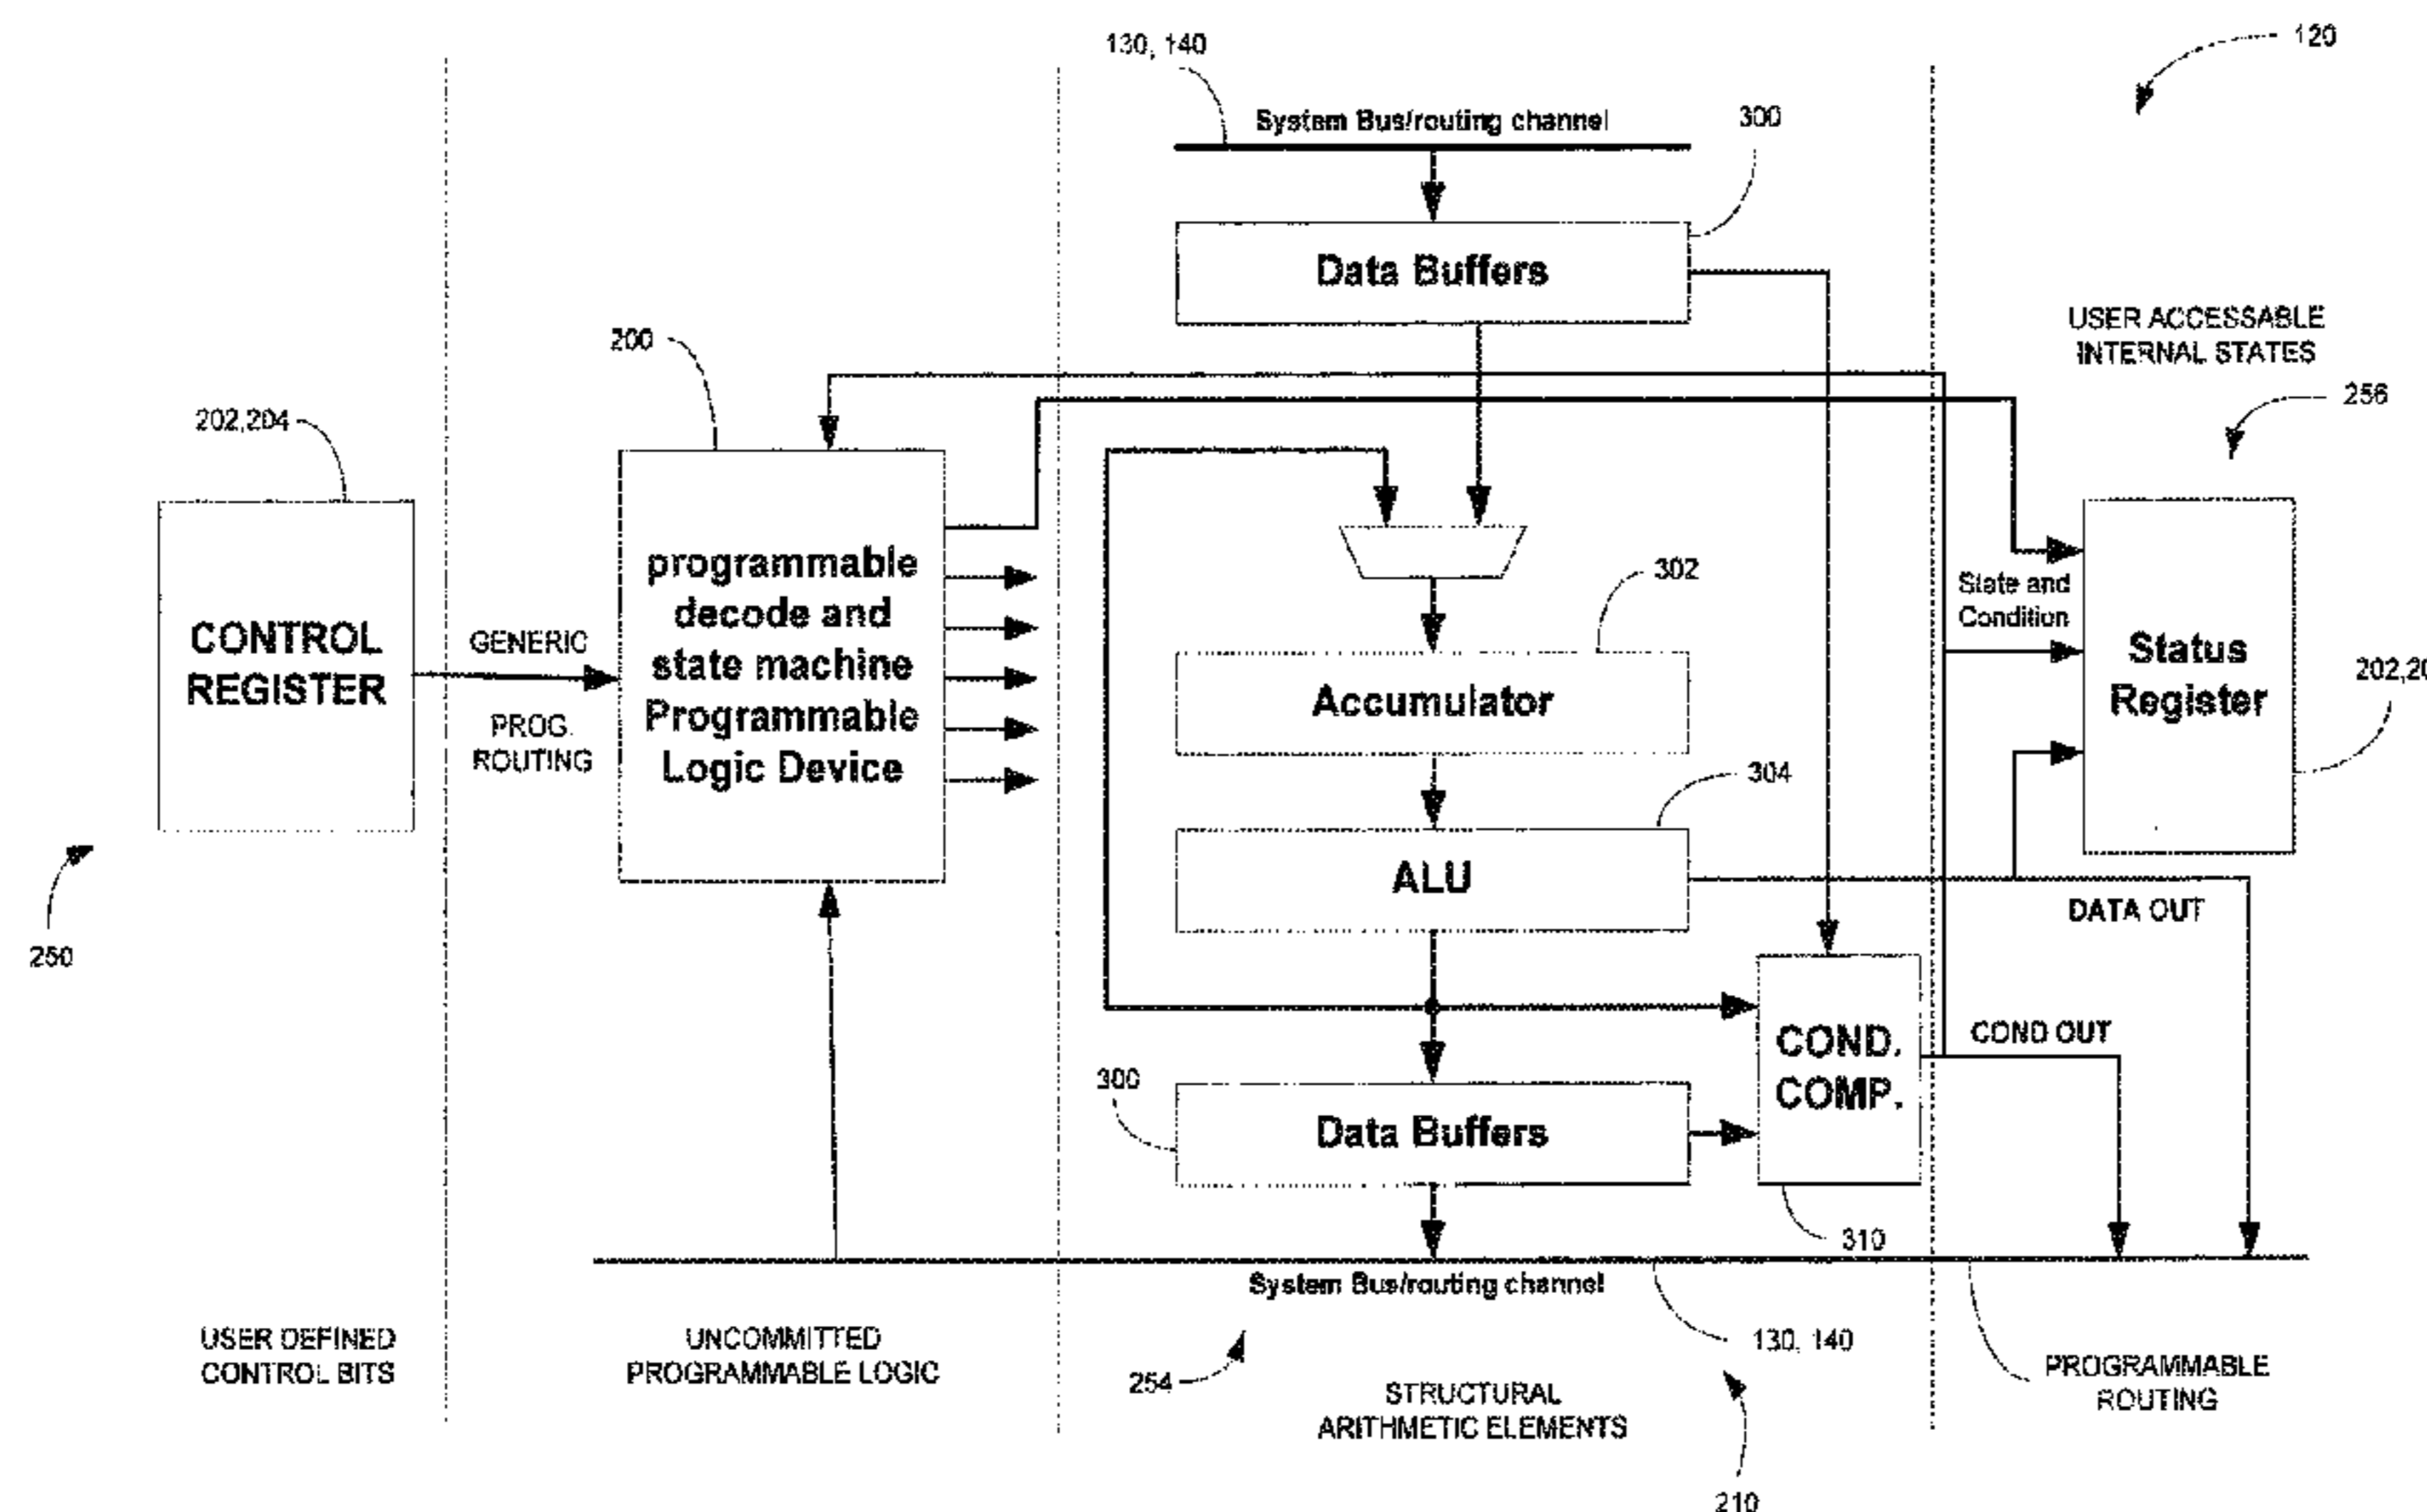 130, 140
120
System Bus/routing channel
300
Data Buffers
USER ACCESSABLE
INTERNAL STATES
200
256
202,204
programmable
decode and
state machine
Programmable
Logic Device
302
State and
Condition
CONTROL
REGISTER
GENERIC
PROG.
ROUTING
Accumulator
Status
Register
202,20
304
ALU
DATA OUT
250
COND OUT
COND.
COMP.
300
Data Buffers
310
System Bus/routing channel
USER DEFINED
CONTROL BITS
UNCOMMITTED
PROGRAMMABLE LOGIC
254
130, 140
STRUCTURAL
ARITHMETIC ELEMENTS
PROGRAMMABLE
ROUTING
210